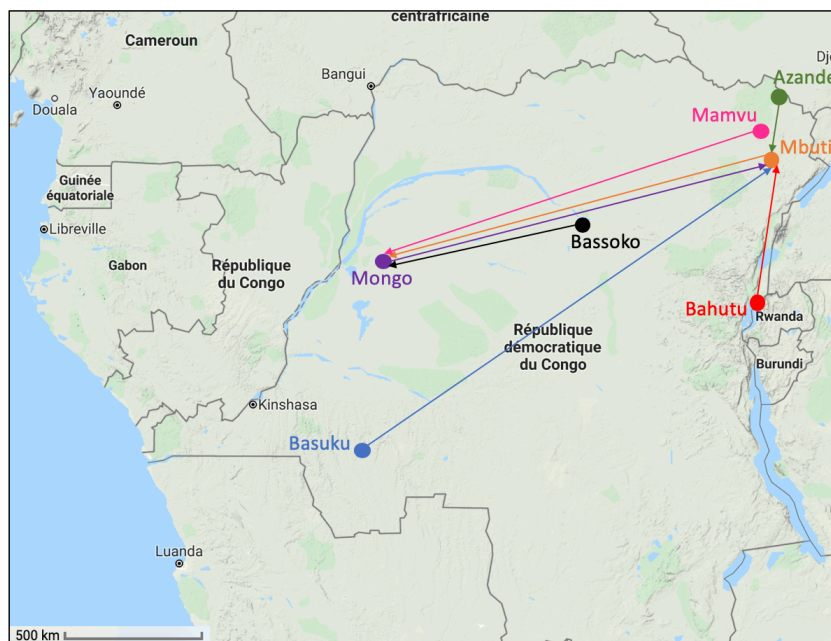 centrafricaine
Cameroun
Bangui
Djo
Azande
Yaoundé
Douala
Mamvu
Mbuti
Guinée
équatoriale
Libreville
Bassoko
Gabon
République
du Congo
Mongo
Bahutu
Rwanda
République
démocratique
du Congo
Burundi
Kinshasa
Basuku
Luanda
500 km